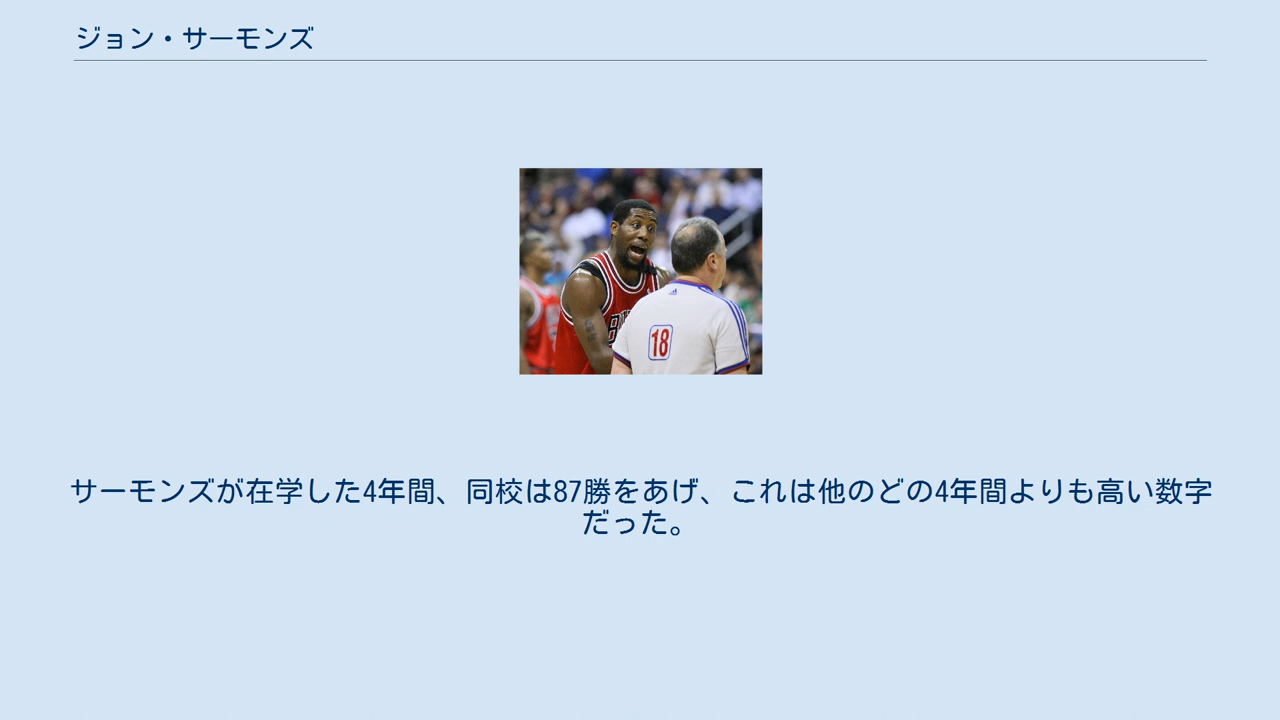 ジョン・サーモンズ
18
サーモンズが在学した4年間、同校は87勝をあげ、これは他のどの4年間よりも高い数字
だった。